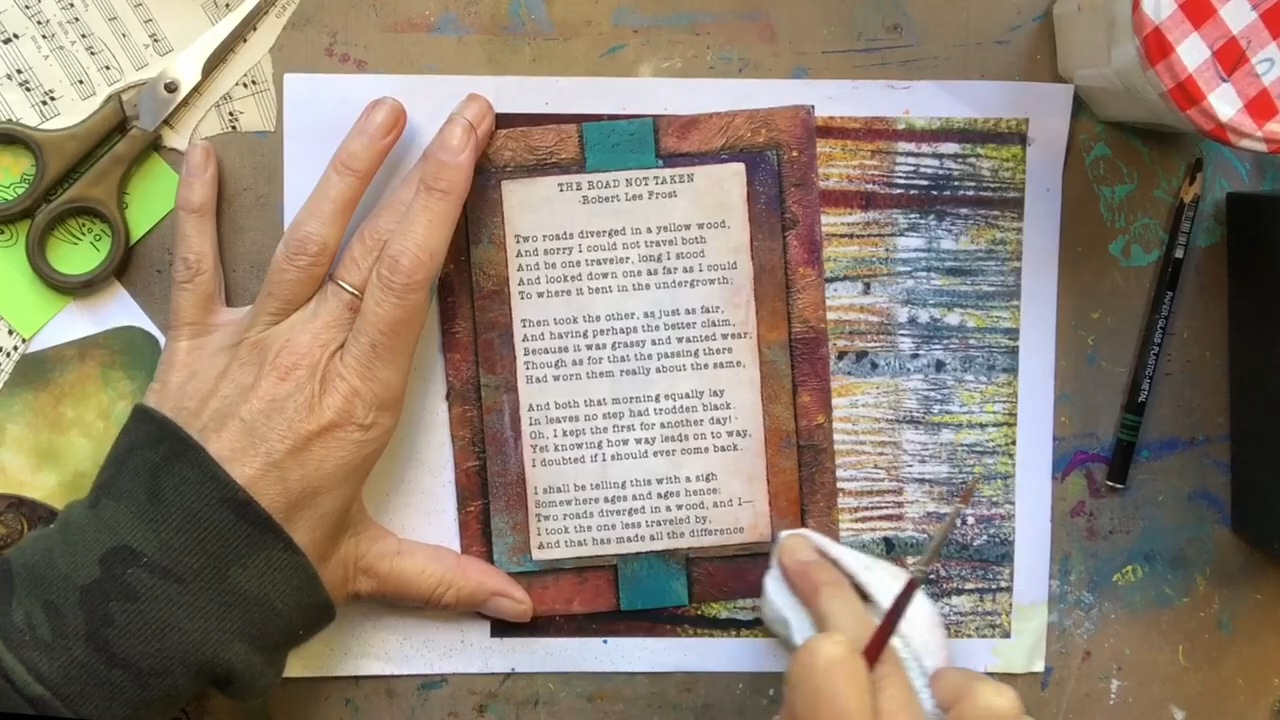 THE ROAD NOT TAKEN
-Robert Lee Frost
Two roads diverged in a yellow wood,
And sorry I could not travel both
And be one traveler, long I stood
And looked down one as far as I could
To where it bent in the undergrowth;
Then took the other, as just as fair,
And having perhaps the better claim,
Because it was grassy and wanted wear;
Though as for that the passing there
Had worn them really about the same,
And both that morning equally lay
In leaves no step had trodden black.
Oh, I kept the first for another day!
Yet knowing how way leads on to way,
I doubted if I should ever come back.
I shall be telling this with a sigh
Somewhere ages and ages hence:
Two roads diverged in a wood, and I—
I took the one less traveled by,
And that has made all the difference
PAPER-GLASS-PLASTIC-METAL